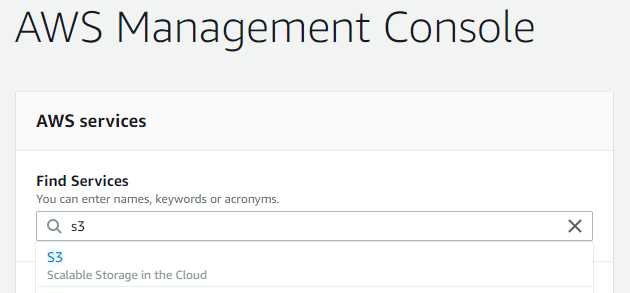 AWS Management Console
AWS services
Find Services
You can enter names, keywords or acronyms.
s3
S3
Scalable Storage in the Cloud